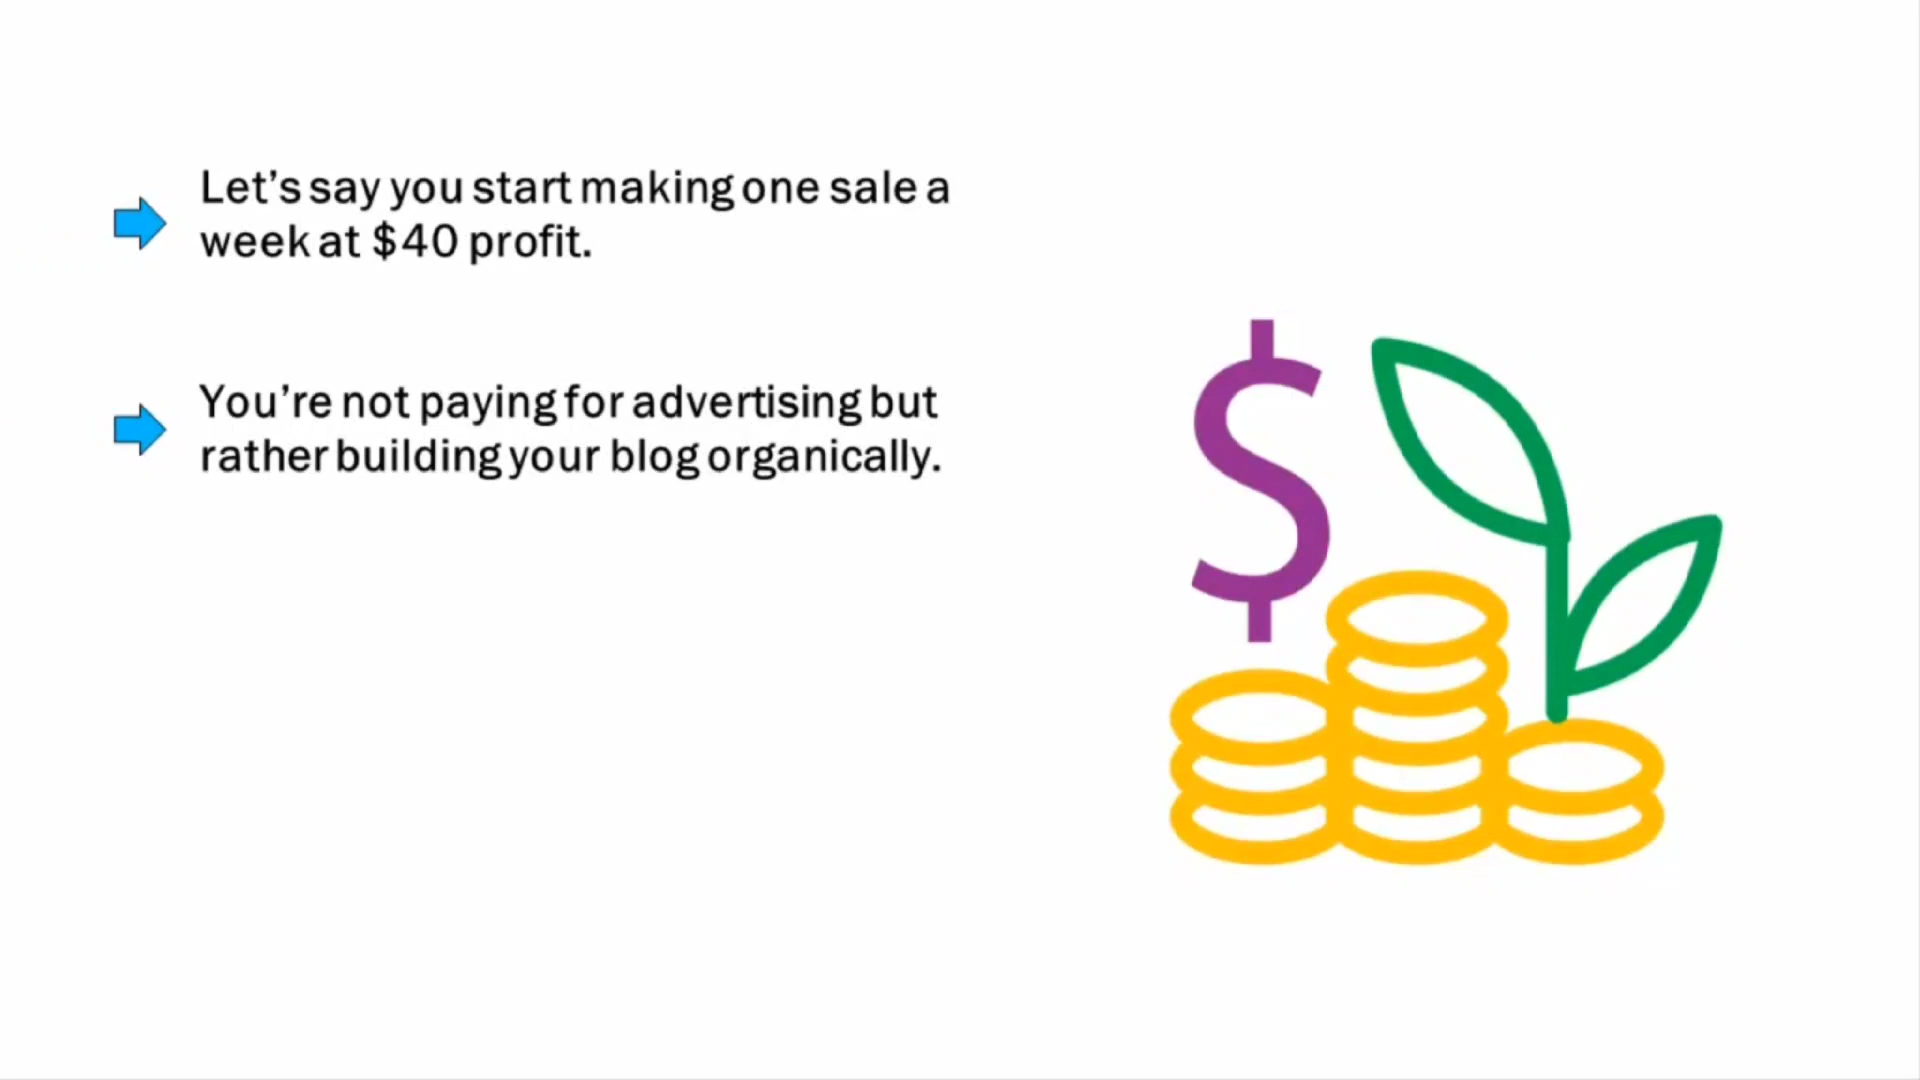 Let's say you start making one sale a
week at $40 profit.
You're not paying for advertising but
rather building your blog organically.
$